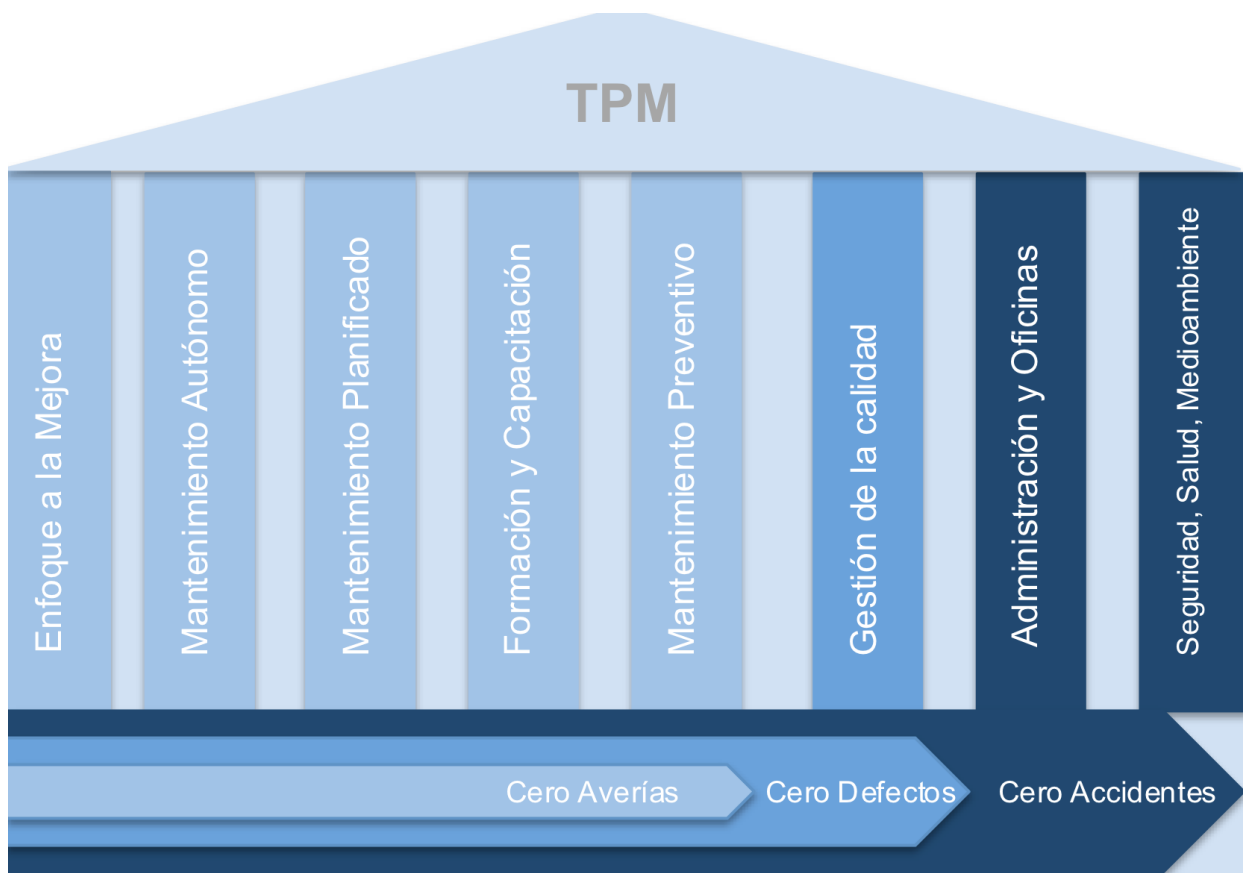 TPM
Enfoque a la Mejora
Mantenimiento Autónomo
Mantenimiento Planificado
Formación y Capacitación
Mantenimiento Preventivo
Gestión de la calidad
Administración y Oficinas
Seguridad, Salud, Medioambiente
Cero Averías
Cero Defectos
Cero Accidentes